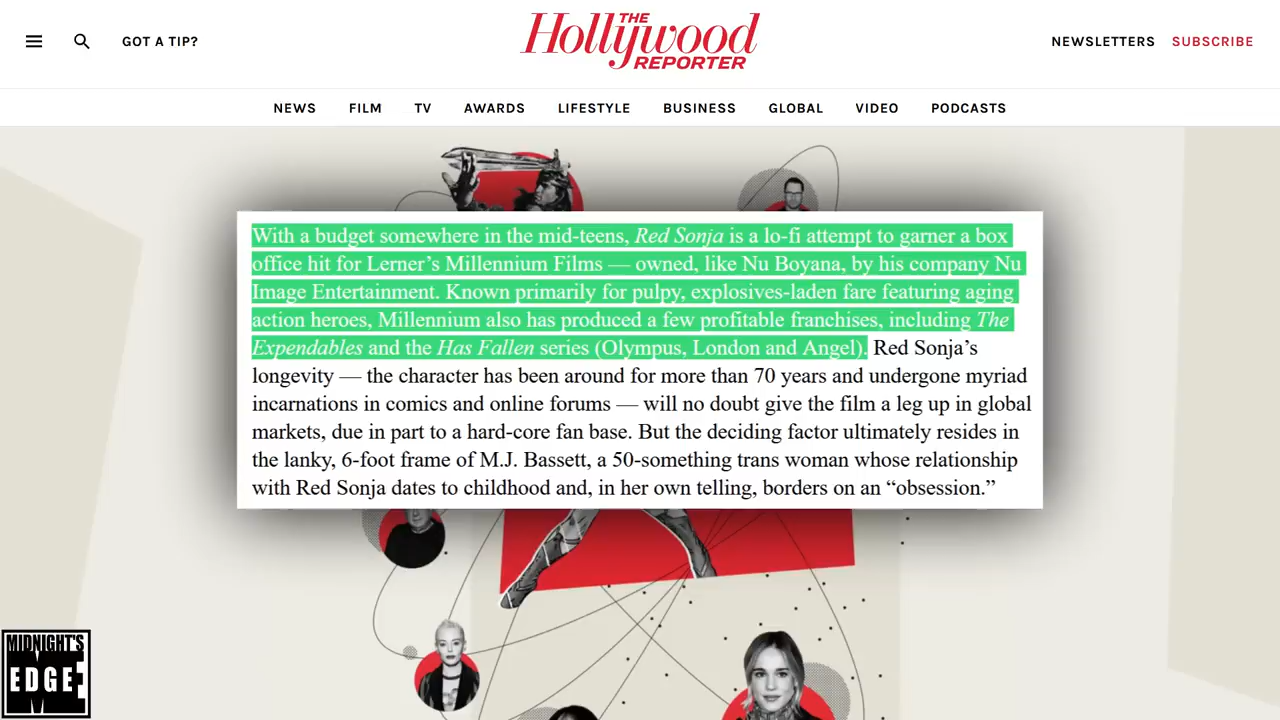 GOT A TIP?
THE
Hollywood
REPORTER
NEWSLETTERS SUBSCRIBE
NEWS FILM TV AWARDS LIFESTYLE BUSINESS GLOBAL VIDEO PODCASTS
With a budget somewhere in the mid-teens, Red Sonja is a lo-fi attempt to garner a box
office hit for Lerner’s Millennium Films — owned, like Nu Boyana, by his company Nu
Image Entertainment. Known primarily for pulpy, explosives-laden fare featuring aging
action heroes, Millennium also has produced a few profitable franchises, including The
Expendables and the Has Fallen series (Olympus, London and Angel). Red Sonja’s
longevity — the character has been around for more than 70 years and undergone myriad
incarnations in comics and online forums — will no doubt give the film a leg up in global
markets, due in part to a hard-core fan base. But the deciding factor ultimately resides in
the lanky, 6-foot frame of M.J. Bassett, a 50-something trans woman whose relationship
with Red Sonja dates to childhood and, in her own telling, borders on an “obsession.”
MIDNIGHT'S
EDGE
ME